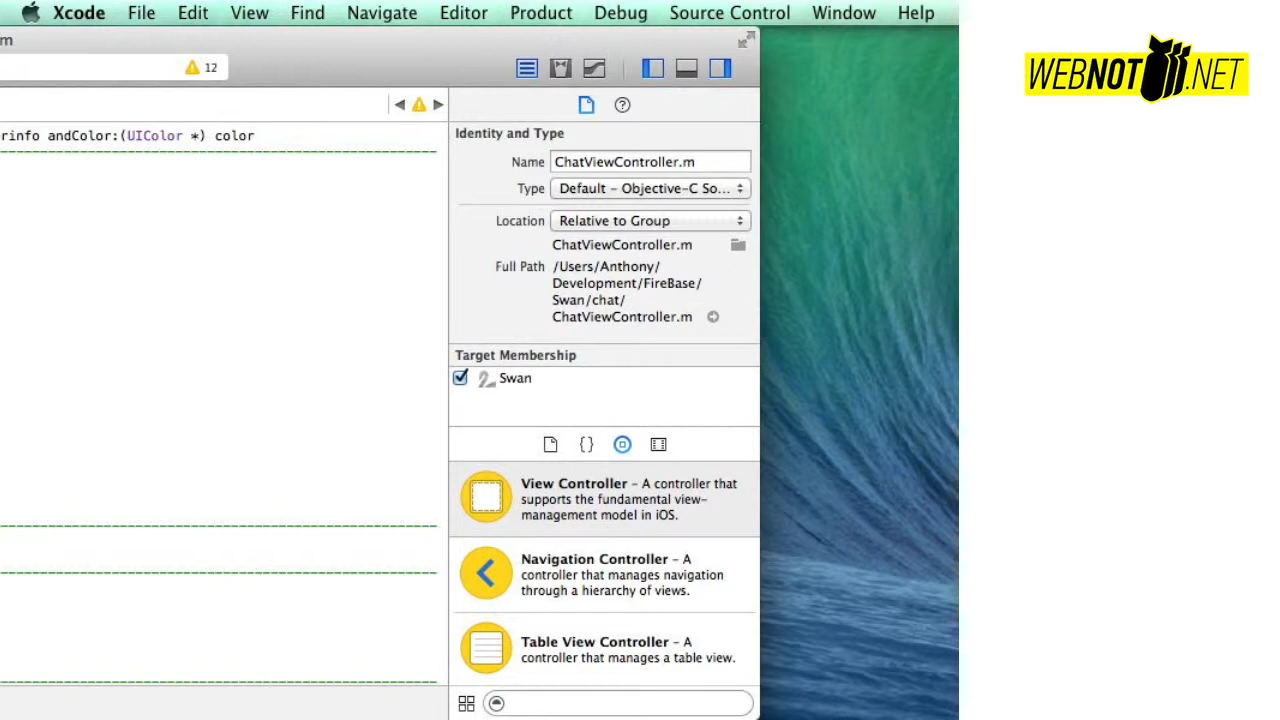 Xcode File Edit View Find Navigate Editor Product Debug Source Control Window Help
m
12
rinfo andColor:(UIColor *) color
Identity and Type
Name ChatViewController.m
Type Default - Objective-C So...
Location Relative to Group
ChatViewController.m
Full Path /Users/Anthony/
Development/FireBase/
Swan/chat/
ChatViewController.m
Target Membership
Swan
View Controller - A controller that
supports the fundamental view-
management model in iOS.
Navigation Controller - A
controller that manages navigation
through a hierarchy of views.
Table View Controller - A
controller that manages a table view.
WEBNOT.NET